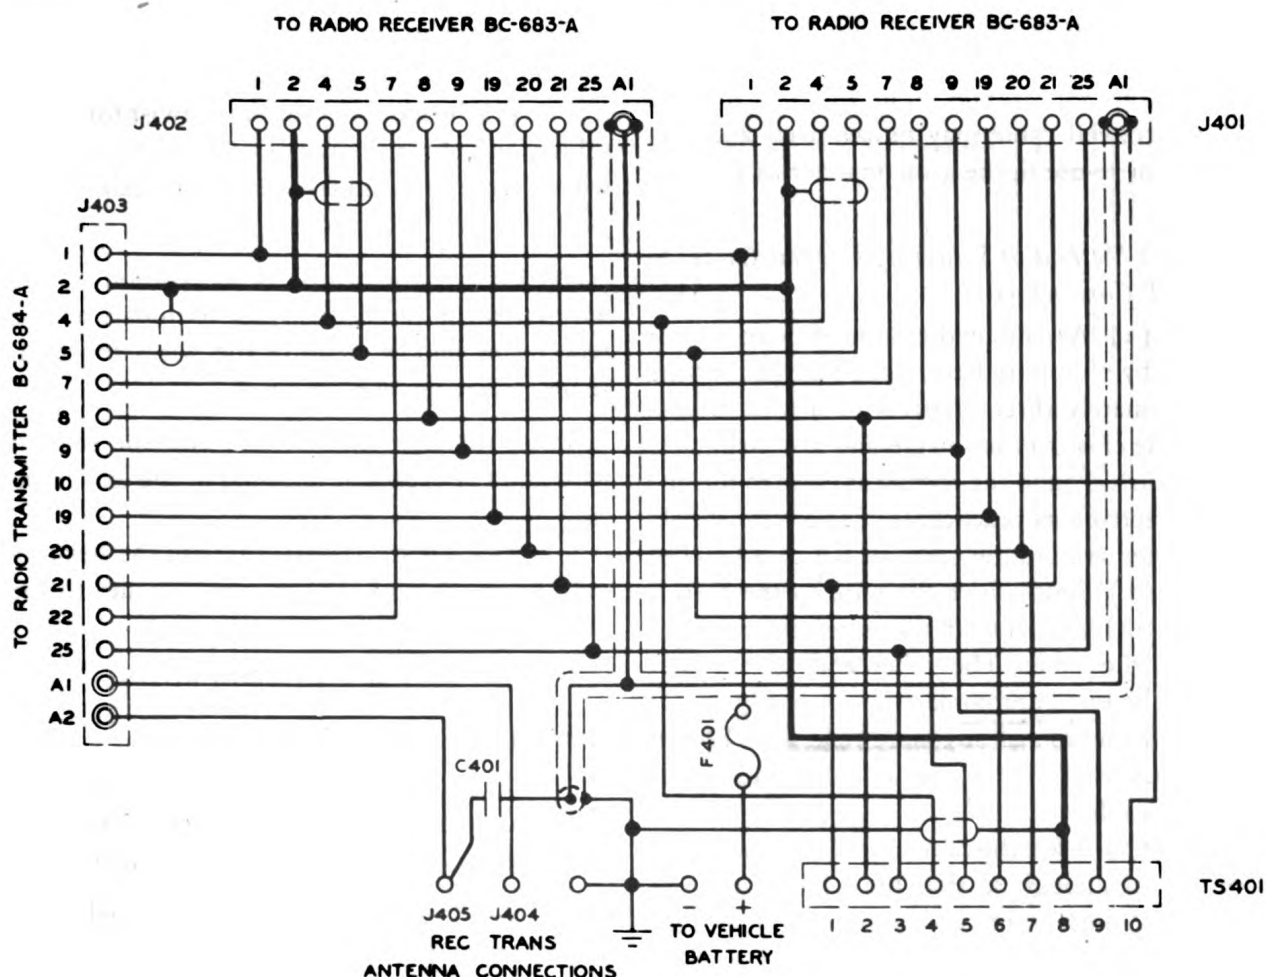 TO RADIO RECEIVER BC-683-A
TO RADIO RECEIVER BC-683-A
1 2 4 5 7 8 9 19 20 21 25 A1
1 2 4 5 7 8 9 19 20 21 25 A1
J402
J401
J403
TO RADIO TRANSMITTER BC-684-A
1
2
4
5
7
8
9
10
19
20
21
22
25
A1
A2
C401
F401
TS401
J405 J404
REC TRANS
ANTENNA CONNECTIONS
- +
TO VEHICLE
BATTERY
1 2 3 4 5 6 7 8 9 10